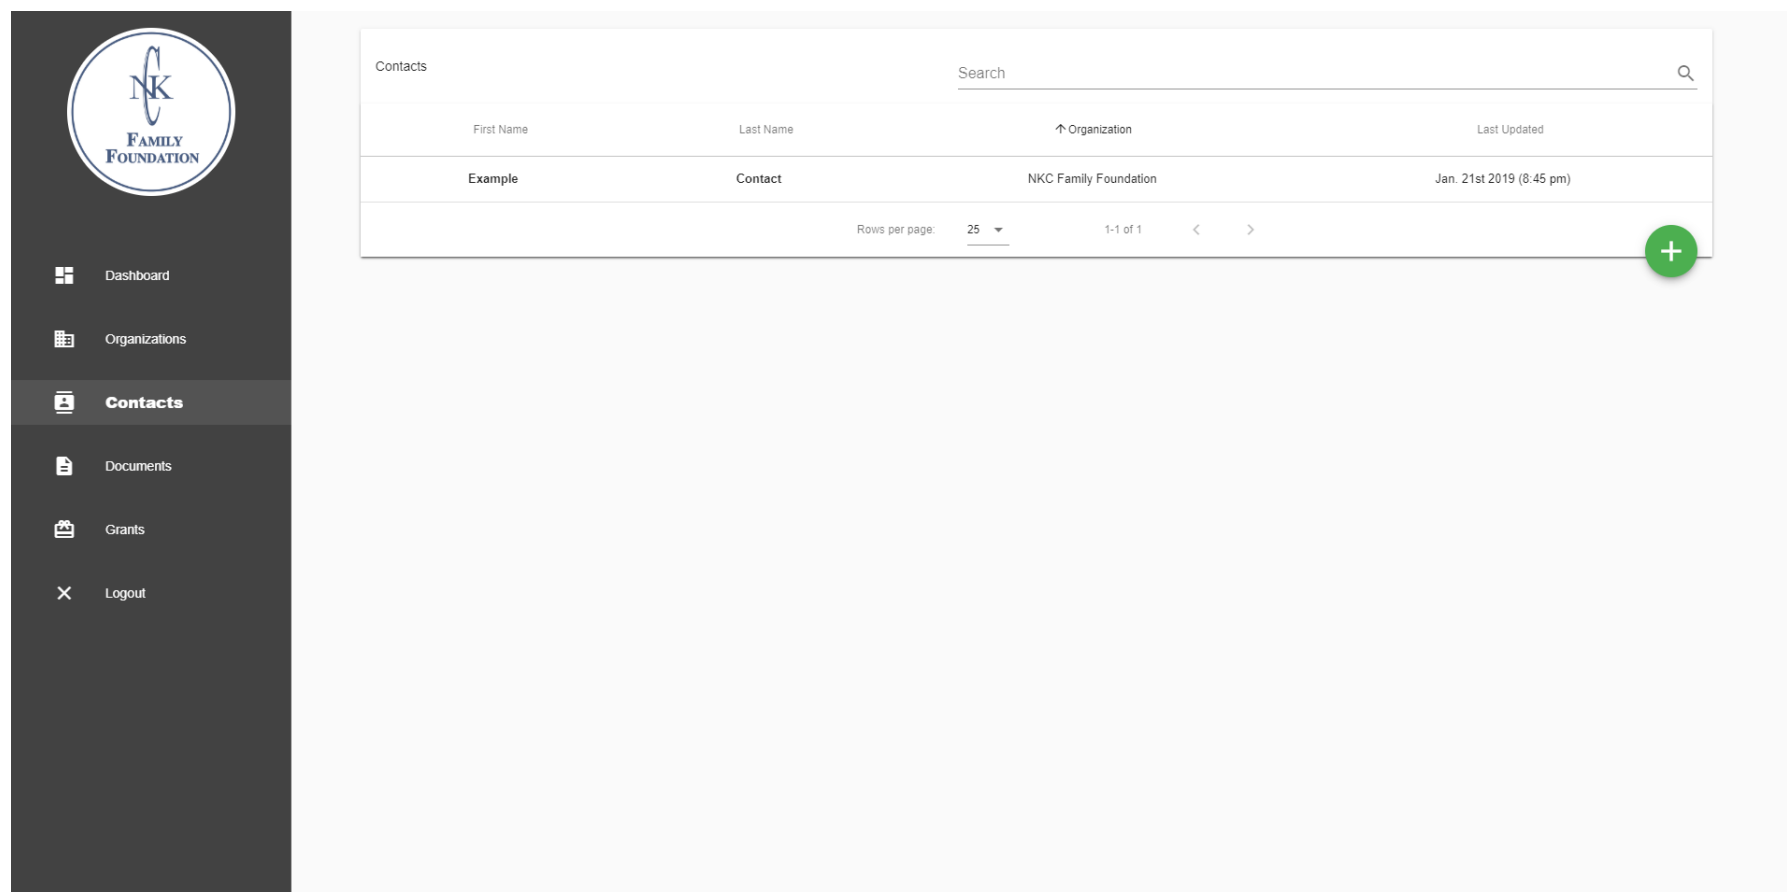 NKC
FAMILY
FOUNDATION
Dashboard
Organizations
Contacts
Documents
Grants
Logout
Contacts
Search
First Name Last Name Organization Last Updated
Example Contact NKC Family Foundation Jan. 21st 2019 (8:45 pm)
Rows per page: 25 1-1 of 1